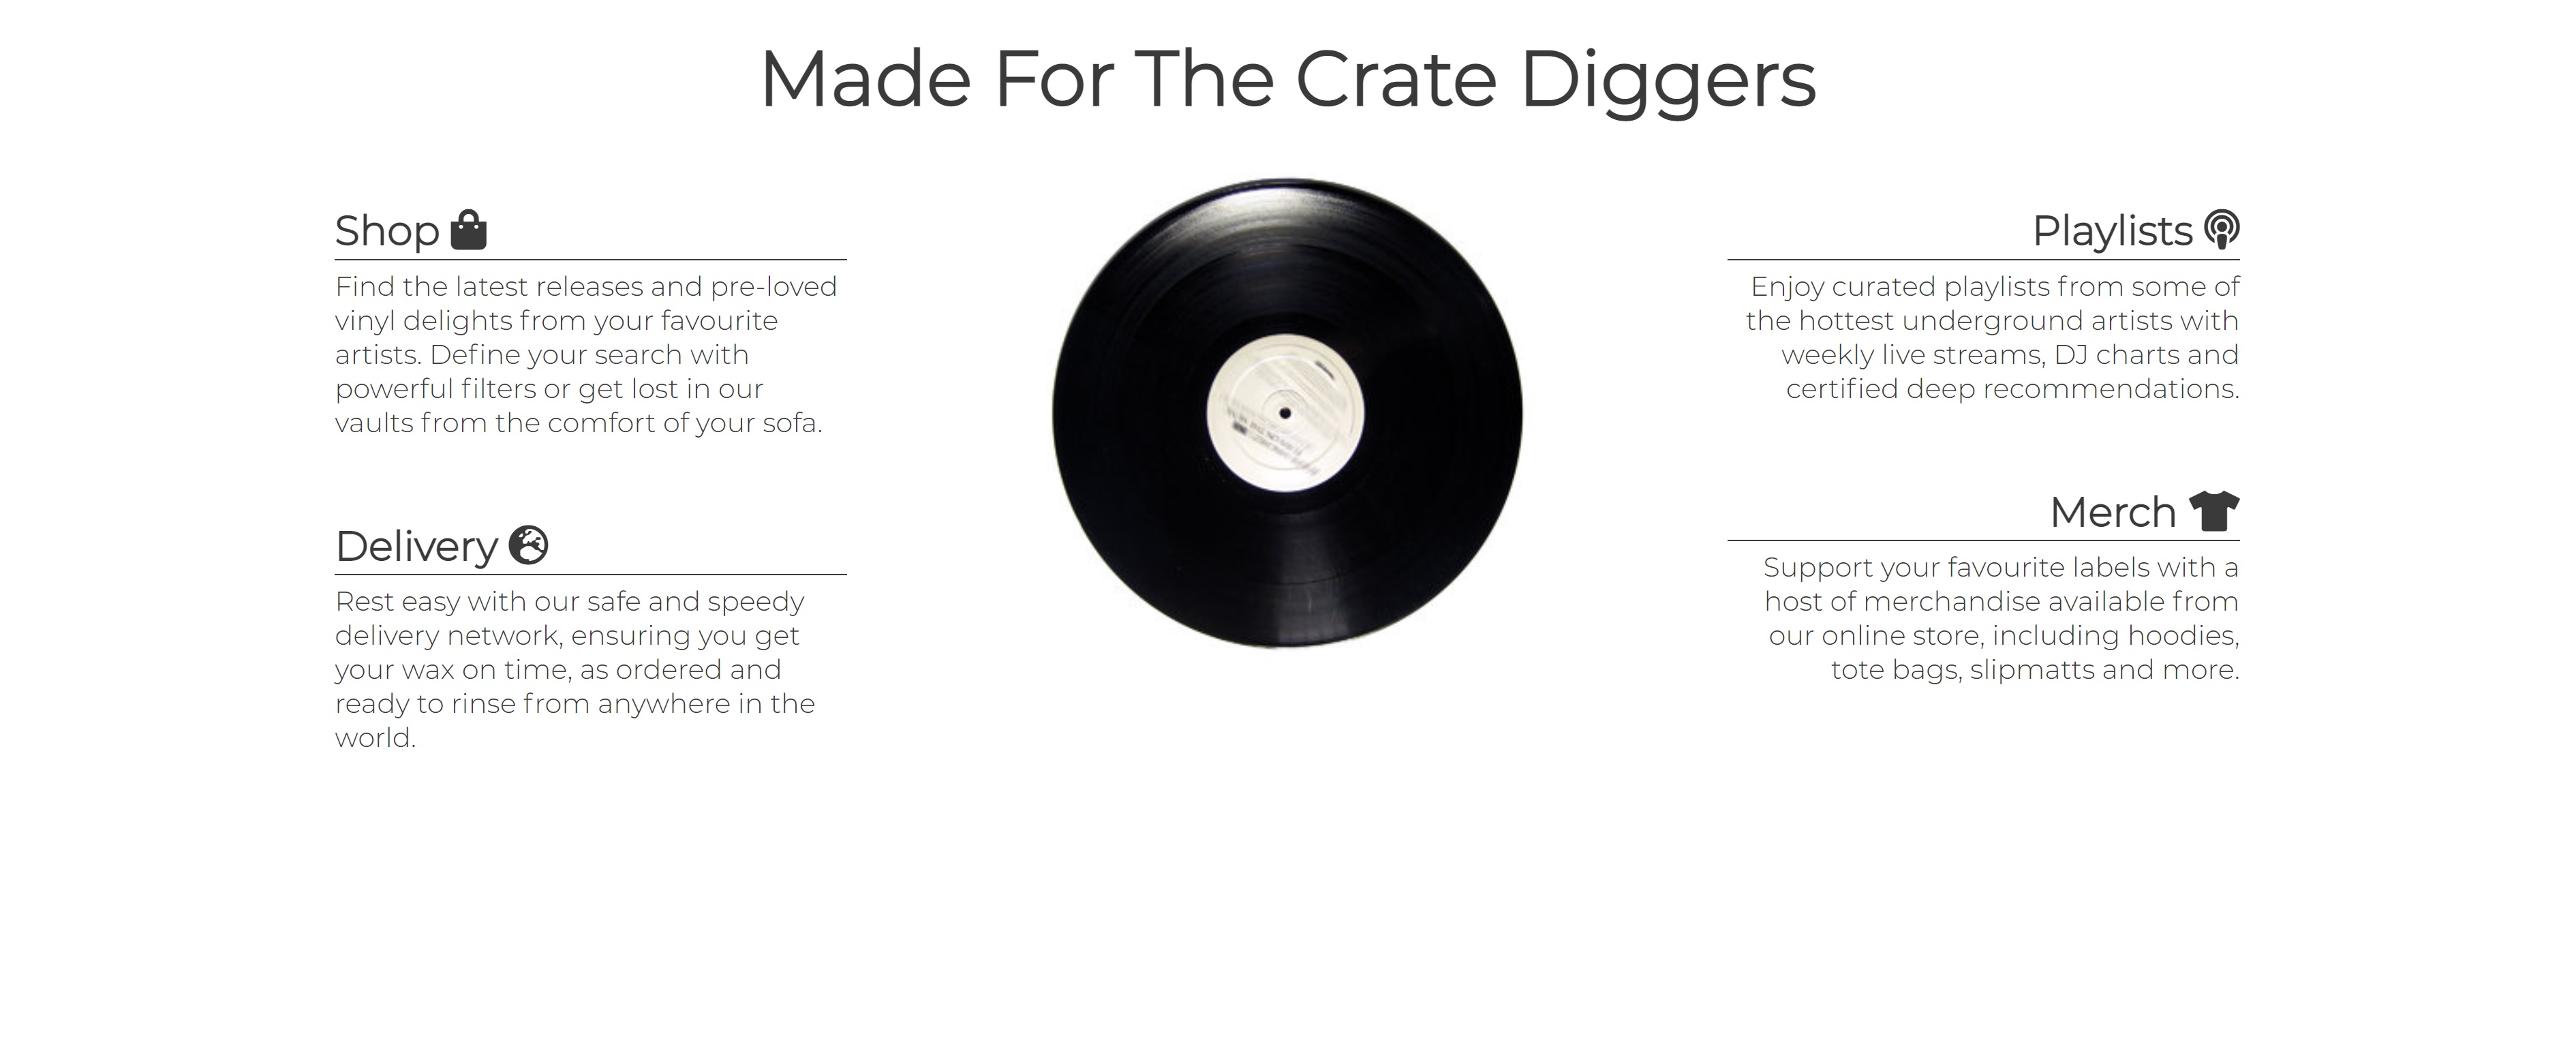 Made For The Crate Diggers
Shop
Find the latest releases and pre-loved
vinyl delights from your favourite
artists. Define your search with
powerful filters or get lost in our
vaults from the comfort of your sofa.
Delivery
Rest easy with our safe and speedy
delivery network, ensuring you get
your wax on time, as ordered and
ready to rinse from anywhere in the
world.
Playlists
Enjoy curated playlists from some of
the hottest underground artists with
weekly live streams, DJ charts and
certified deep recommendations.
Merch
Support your favourite labels with a
host of merchandise available from
our online store, including hoodies,
tote bags, slipmatts and more.